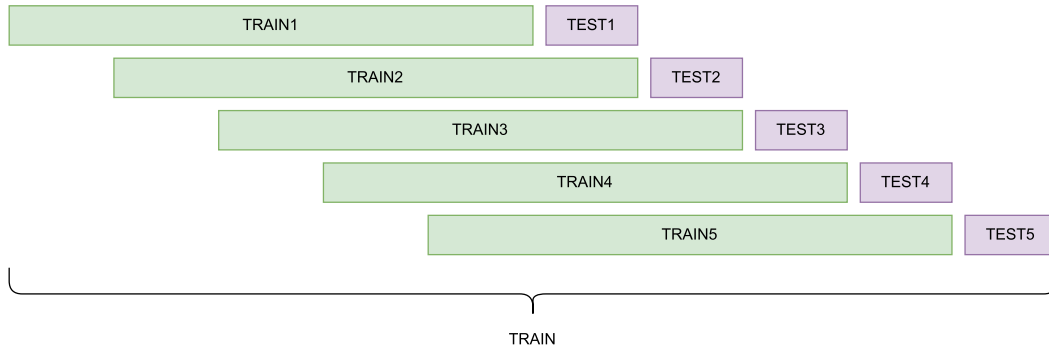 TRAIN1 TEST1
TRAIN2 TEST2
TRAIN3 TEST3
TRAIN4 TEST4
TRAIN5 TEST5
TRAIN